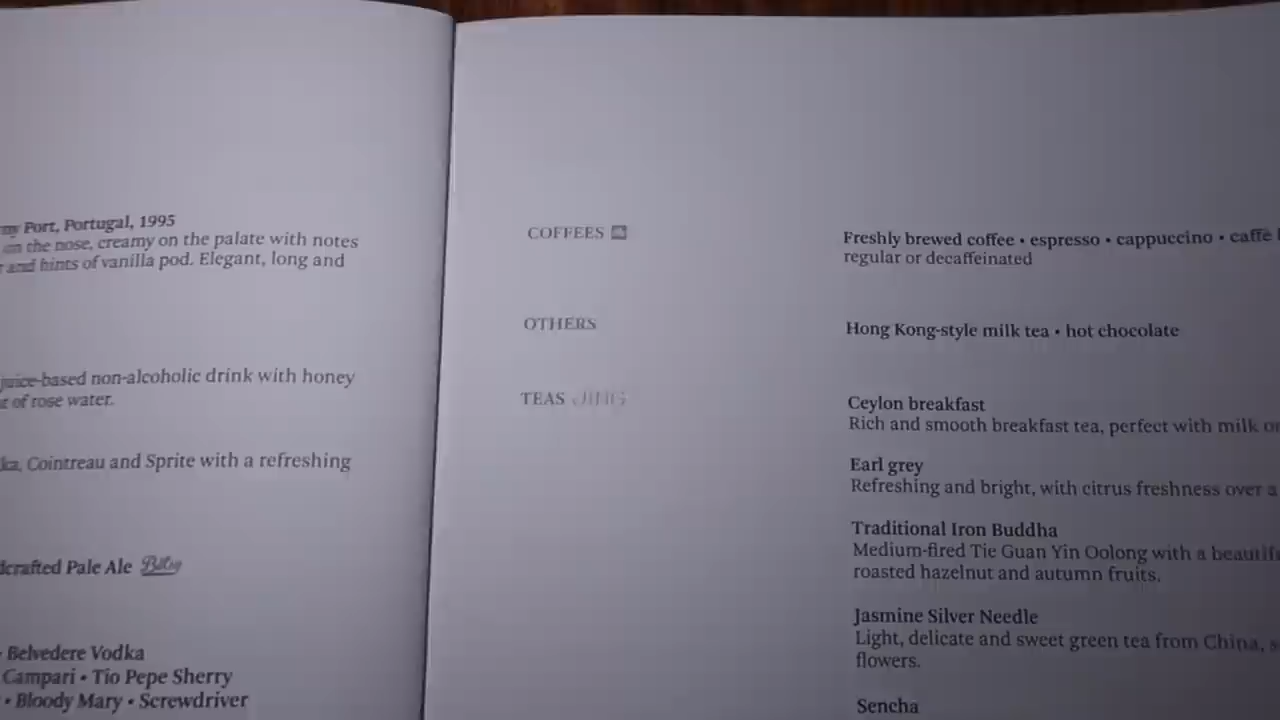 Port, Portugal, 1995
on the nose, creamy on the palate with notes
and hints of vanilla pod. Elegant, long and
juice-based non-alcoholic drink with honey
of rose water.
Cointreau and Sprite with a refreshing
Pale Ale Betsy
Belvedere Vodka
Campari • Tio Pepe Sherry
• Bloody Mary • Screwdriver
COFFEES
Freshly brewed coffee • espresso • cappuccino • caffè
regular or decaffeinated
OTHERS
Hong Kong-style milk tea • hot chocolate
TEAS JING
Ceylon breakfast
Rich and smooth breakfast tea, perfect with milk
Earl grey
Refreshing and bright, with citrus freshness over a
Traditional Iron Buddha
Medium-fired Tie Guan Yin Oolong with a
roasted hazelnut and autumn fruits.
Jasmine Silver Needle
Light, delicate and sweet green tea from China,
flowers.
Sencha